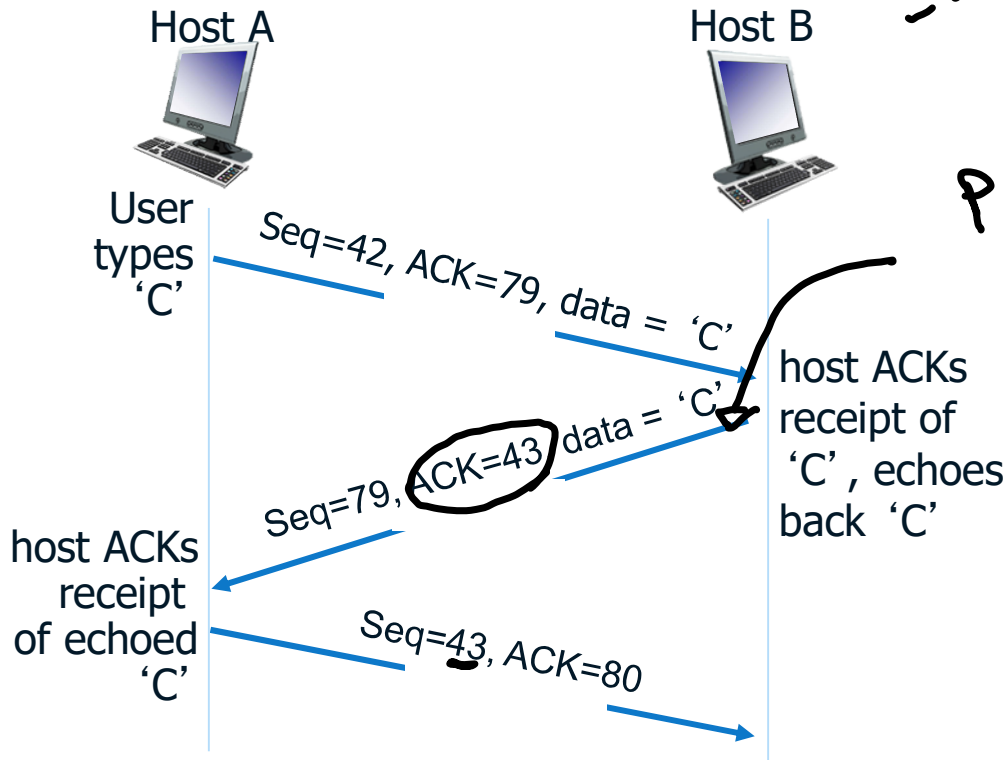 Host A
Host B
User
types
‘C’
Seq=42, ACK=79, data = ‘C’
host ACKs
receipt of
‘C’, echoes
back ‘C’
Seq=79, ACK=43, data = ‘C’
host ACKs
receipt
of echoed
‘C’
Seq=43, ACK=80
P